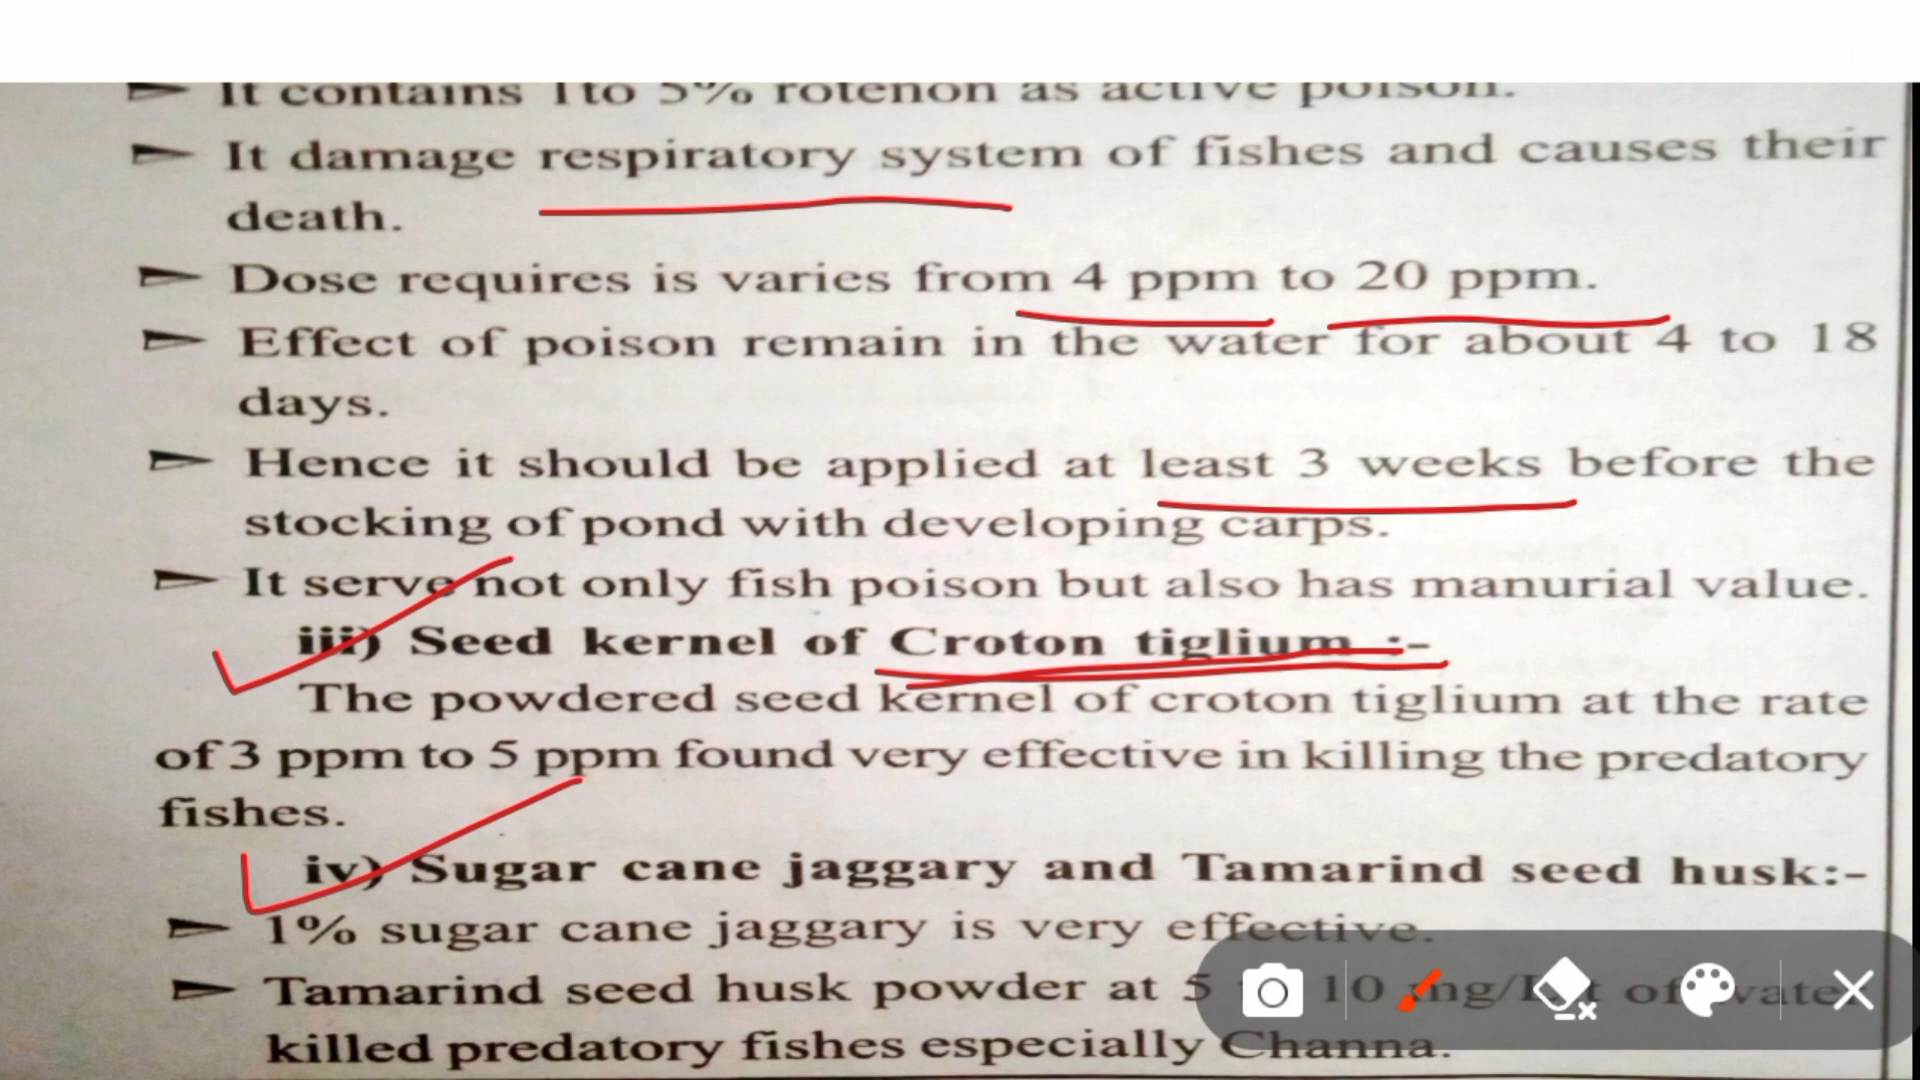 It contains 1to 5% rotenon as active poison.
It damage respiratory system of fishes and causes their
death.
Dose requires is varies from 4 ppm to 20 ppm.
Effect of poison remain in the water for about 4 to 18
days.
Hence it should be applied at least 3 weeks before the
stocking of pond with developing carps.
It serve not only fish poison but also has manurial value.
iii) Seed kernel of Croton tiglium :-
The powdered seed kernel of croton tiglium at the rate
of 3 ppm to 5 ppm found very effective in killing the predatory
fishes.
iv) Sugar cane jaggary and Tamarind seed husk:-
1% sugar cane jaggary is very effective.
Tamarind seed husk powder at 5 10 of water
killed predatory fishes especially Channa.